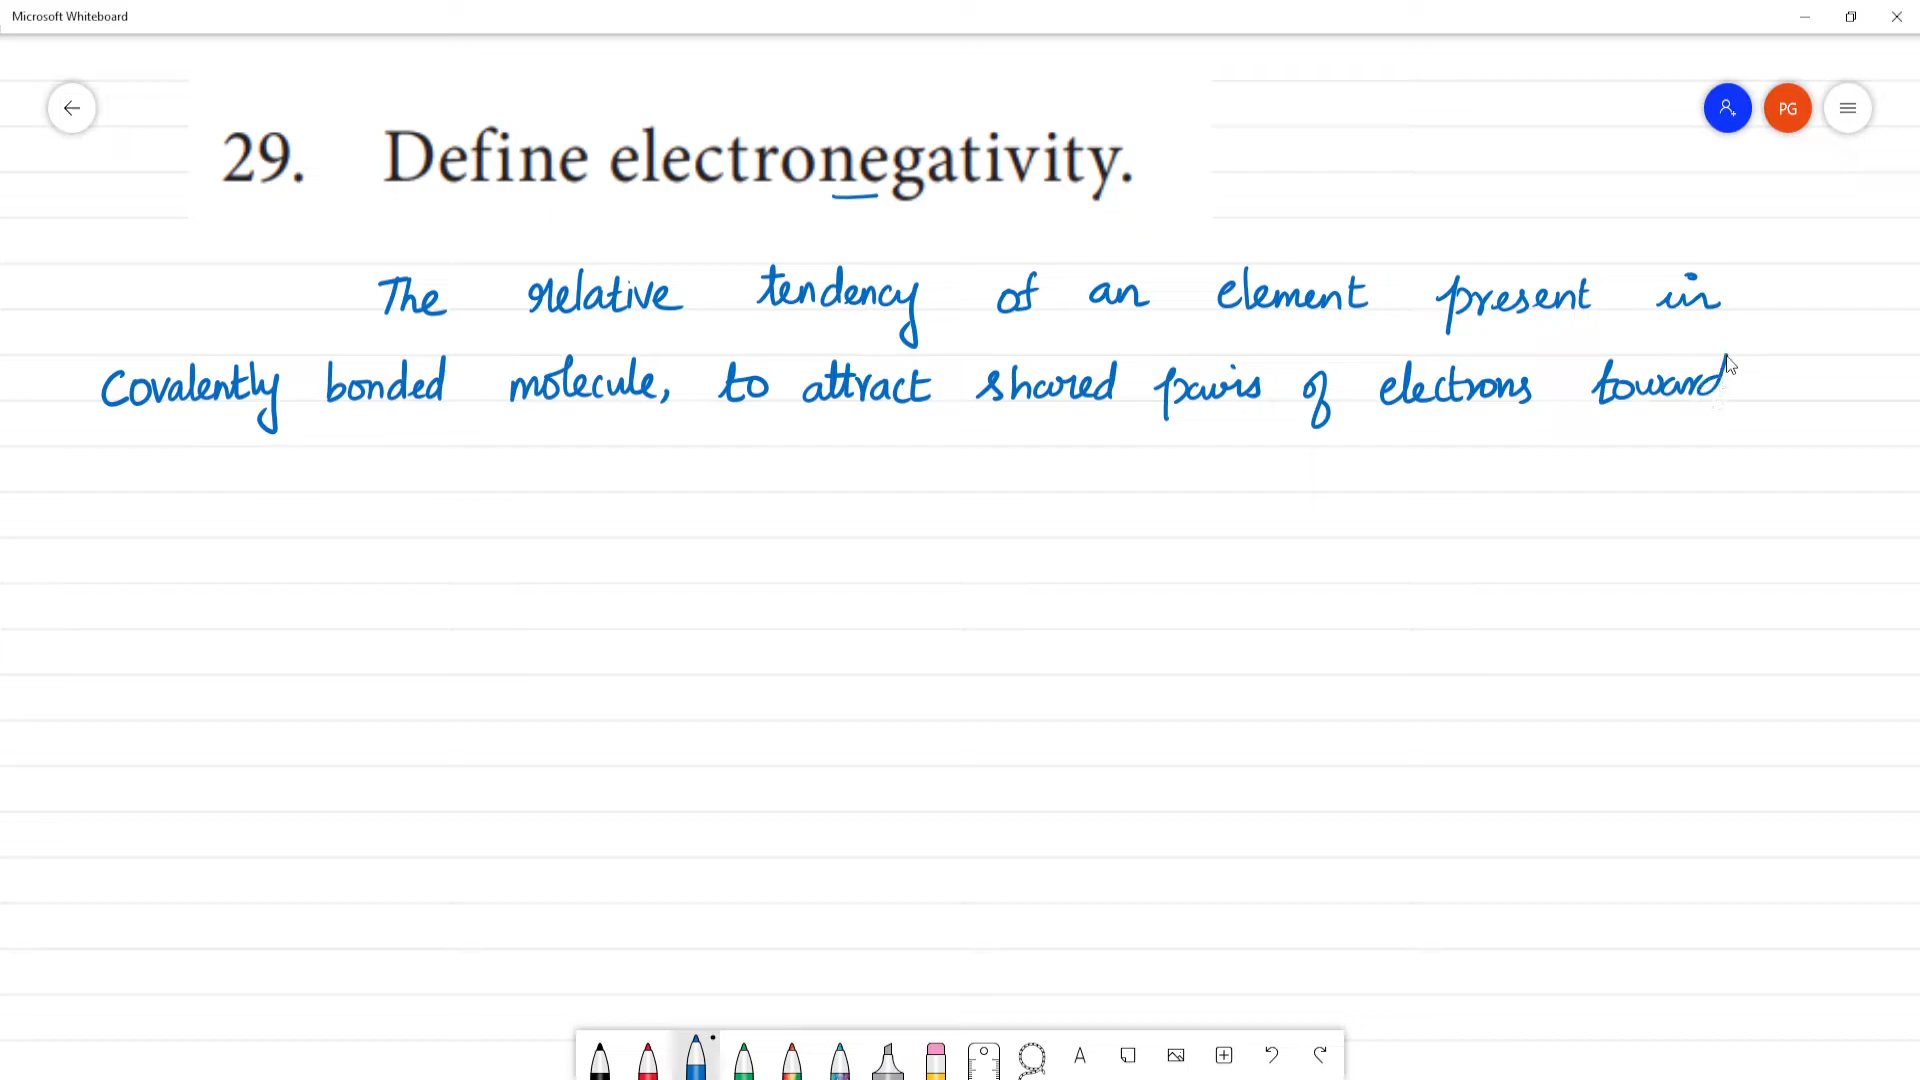 Microsoft Whiteboard
PG
29. Define electronegativity.
The relative tendency of an element present in
Covalently bonded molecule, to attract shared pairs of electrons toward
A